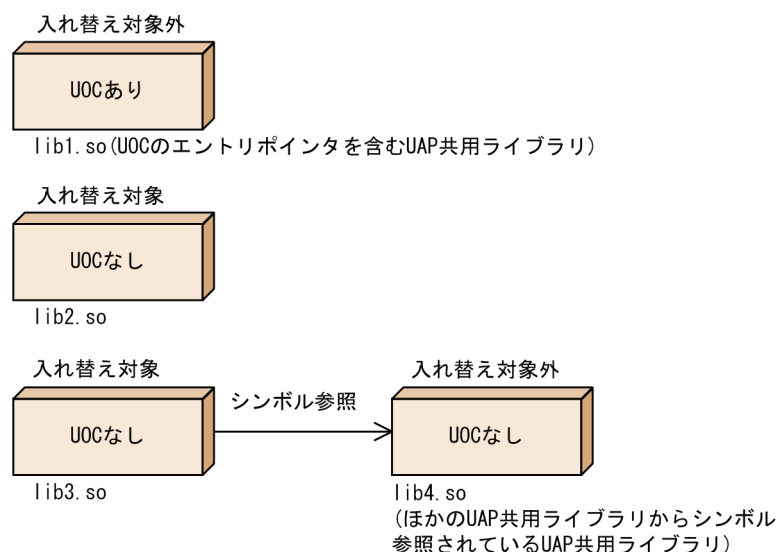 入れ替え対象外
UOCあり
lib1.so(UOCのエントリポインタを含むUAP共用ライブラリ)
入れ替え対象
UOCなし
lib2.so
入れ替え対象
UOCなし
lib3.so
シンボル参照
入れ替え対象外
UOCなし
lib4.so
(ほかのUAP共用ライブラリからシンボル
参照されているUAP共用ライブラリ)